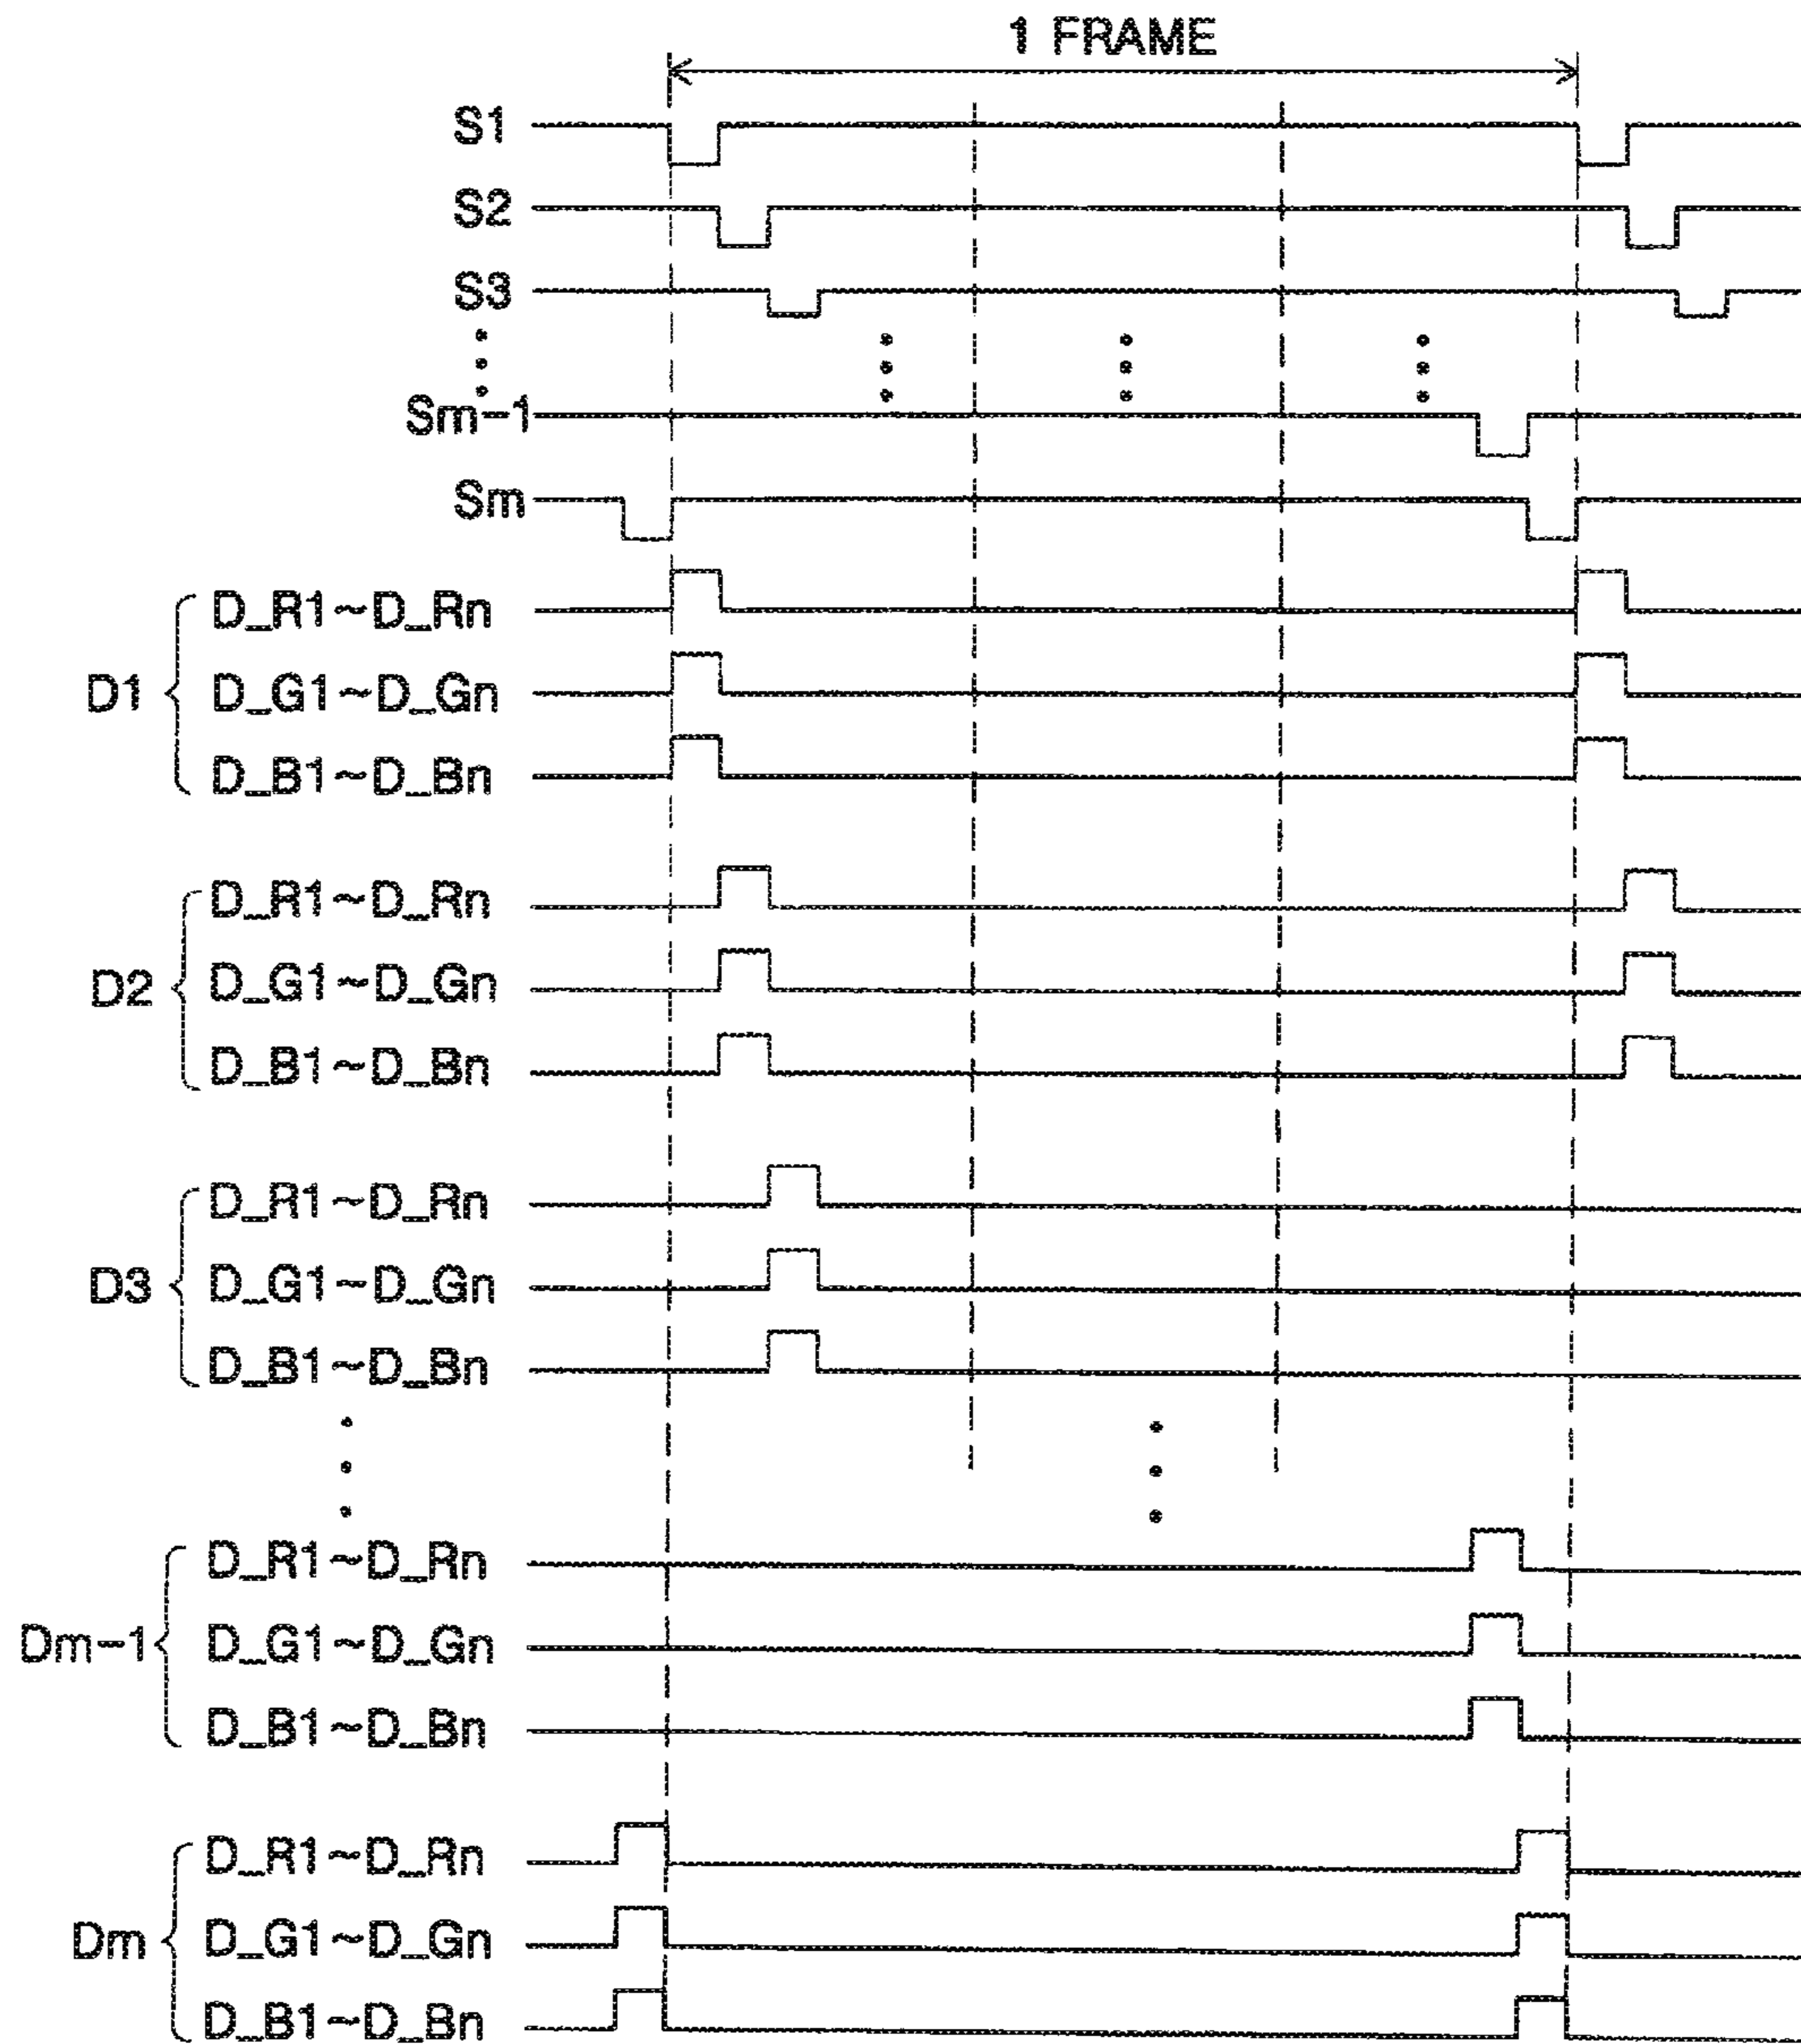 1 FRAME
S1
S2
S3
Sm-1
Sm
D1
D_R1~D_Rn
D_G1~D_Gn
D_B1~D_Bn
D2
D_R1~D_Rn
D_G1~D_Gn
D_B1~D_Bn
D3
D_R1~D_Rn
D_G1~D_Gn
D_B1~D_Bn
Dm-1
D_R1~D_Rn
D_G1~D_Gn
D_B1~D_Bn
Dm
D_R1~D_Rn
D_G1~D_Gn
D_B1~D_Bn